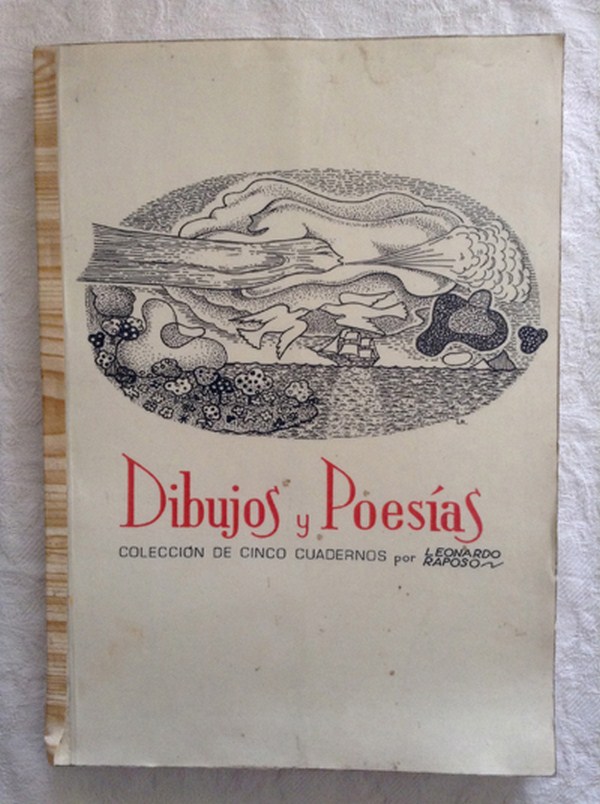 Dibujos y Poesías
COLECCIÓN DE CINCO CUADERNOS por LEONARDO
RAPOSO